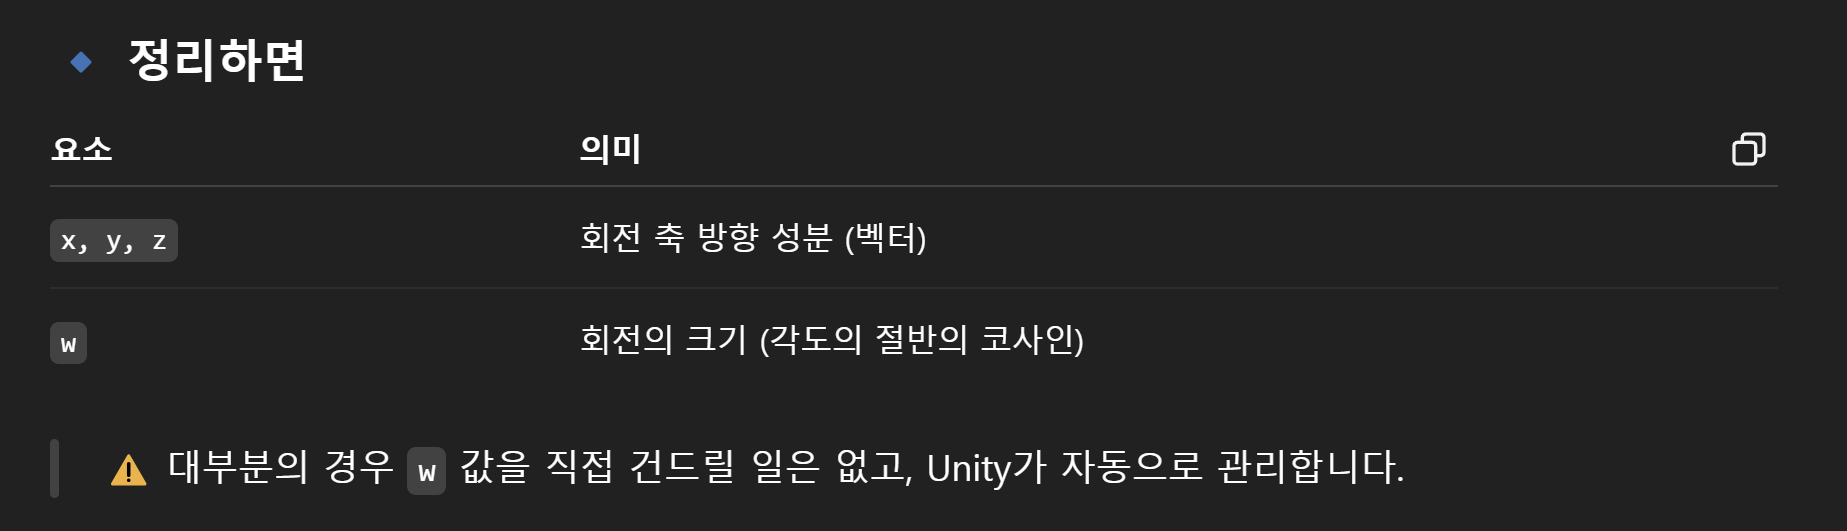 정리하면
요소 의미
x, y, z 회전 축 방향 성분 (벡터)
w 회전의 크기 (각도의 절반의 코사인)
대부분의 경우 w 값을 직접 건드릴 일은 없고, Unity가 자동으로 관리합니다.